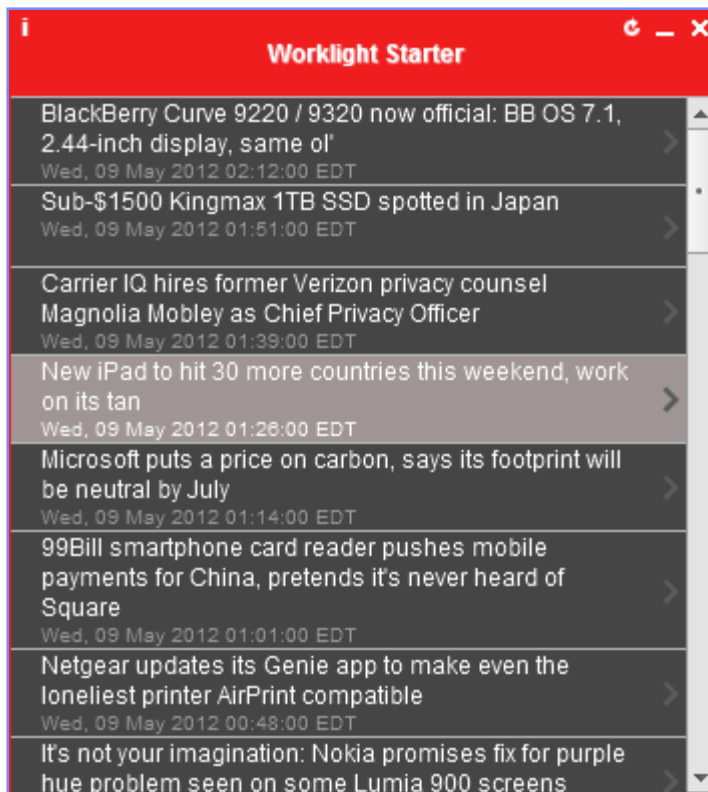 i
Worklight Starter
BlackBerry Curve 9220 / 9320 now official: BB OS 7.1,
2.44-inch display, same ol'
Wed, 09 May 2012 02:12:00 EDT
Sub-$1500 Kingmax 1TB SSD spotted in Japan
Wed, 09 May 2012 01:51:00 EDT
Carrier IQ hires former Verizon privacy counsel
Magnolia Mobley as Chief Privacy Officer
Wed, 09 May 2012 01:39:00 EDT
New iPad to hit 30 more countries this weekend, work
on its tan
Wed, 09 May 2012 01:26:00 EDT
Microsoft puts a price on carbon, says its footprint will
be neutral by July
Wed, 09 May 2012 01:14:00 EDT
99Bill smartphone card reader pushes mobile
payments for China, pretends it's never heard of
Square
Wed, 09 May 2012 01:01:00 EDT
Netgear updates its Genie app to make even the
loneliest printer AirPrint compatible
Wed, 09 May 2012 00:48:00 EDT
It's not your imagination: Nokia promises fix for purple
hue problem seen on some Lumia 900 screens